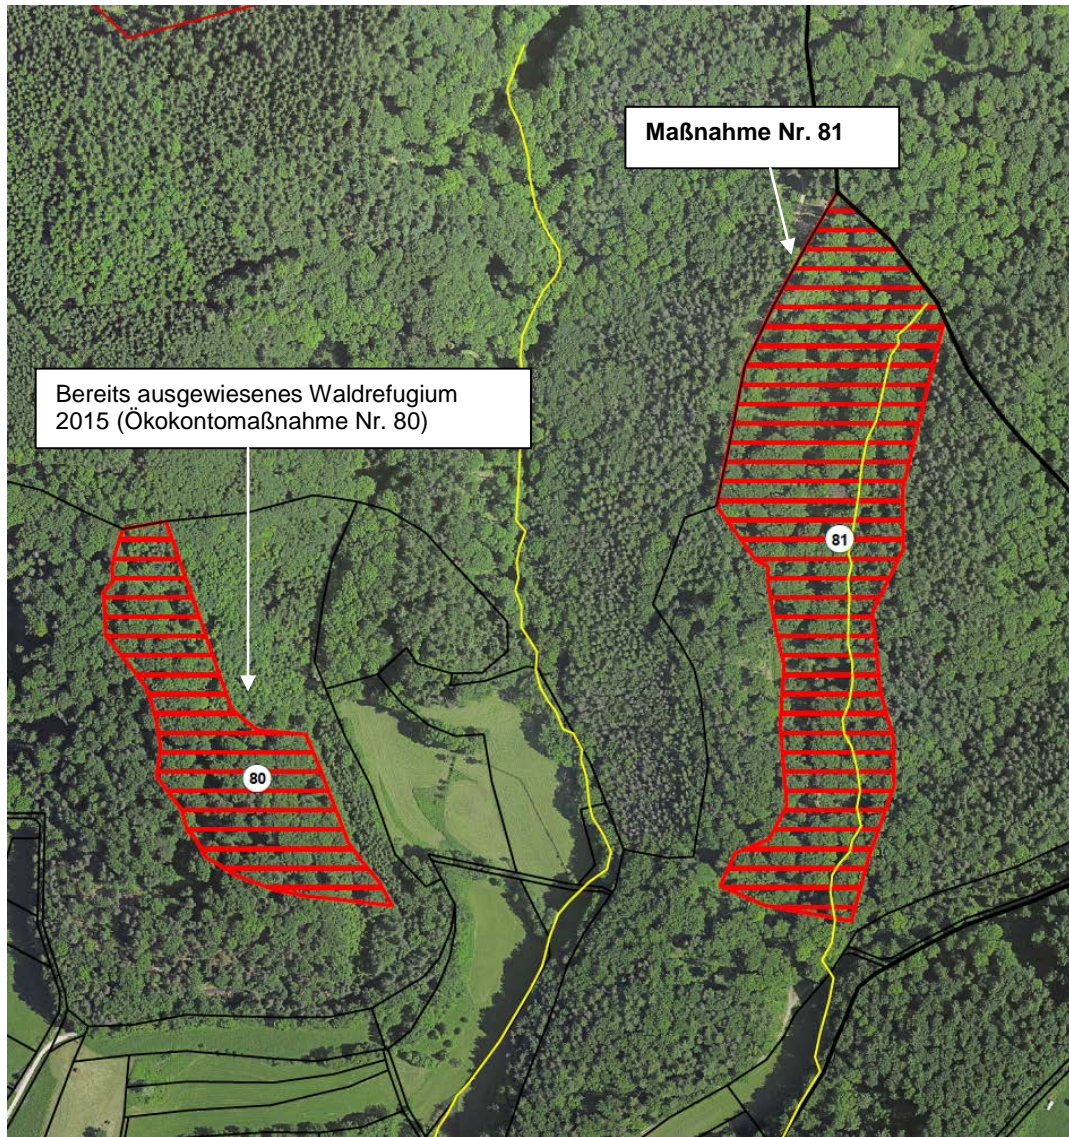 Maßnahme Nr. 81
Bereits ausgewiesenes Waldrefugium
2015 (Ökokontomaßnahme Nr. 80)
81
80